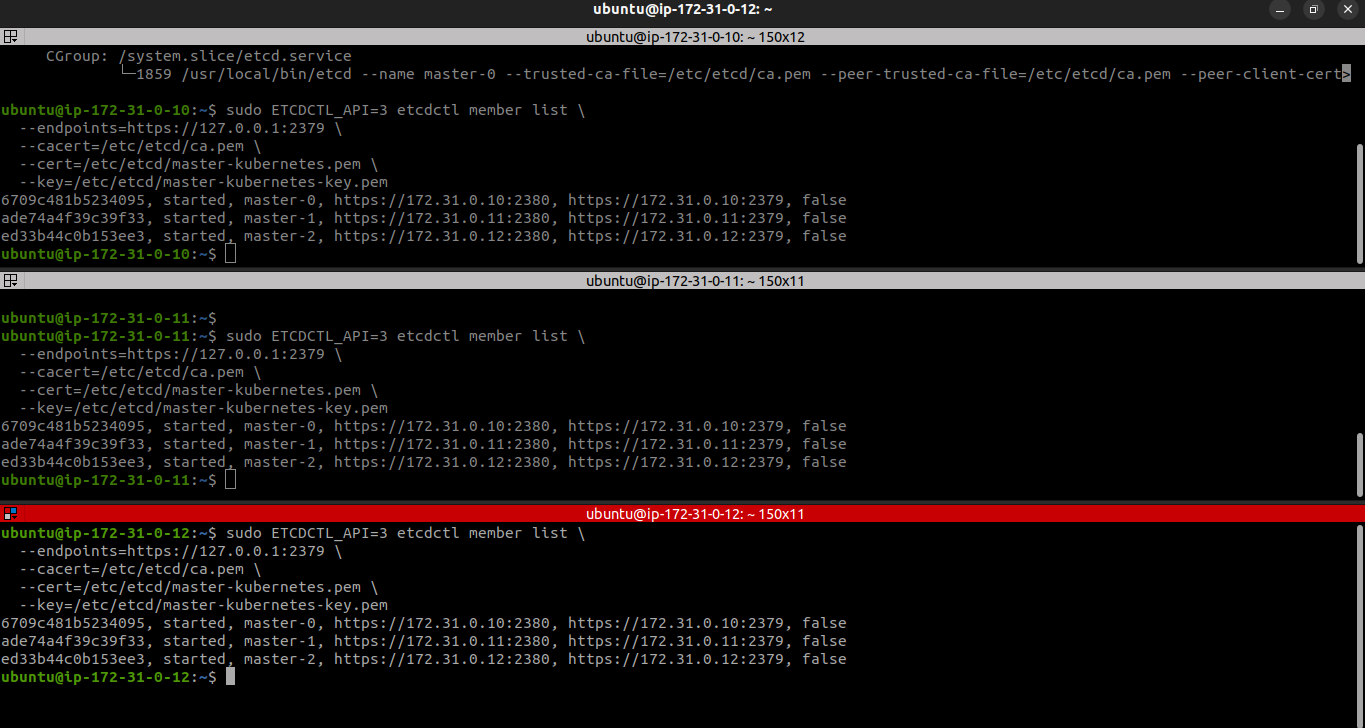 ubuntu@ip-172-31-0-12: ~
ubuntu@ip-172-31-0-10: ~ 150x12
     CGroup: /system.slice/etcd.service
             └─1859 /usr/local/bin/etcd --name master-0 --trusted-ca-file=/etc/etcd/ca.pem --peer-trusted-ca-file=/etc/etcd/ca.pem --peer-client-cert>
ubuntu@ip-172-31-0-10:~$ sudo ETCDCTL_API=3 etcdctl member list \
  --endpoints=https://127.0.0.1:2379 \
  --cacert=/etc/etcd/ca.pem \
  --cert=/etc/etcd/master-kubernetes.pem \
  --key=/etc/etcd/master-kubernetes-key.pem
6709c481b5234095, started, master-0, https://172.31.0.10:2380, https://172.31.0.10:2379, false
ade74a4f39c39f33, started, master-1, https://172.31.0.11:2380, https://172.31.0.11:2379, false
ed33b44c0b153ee3, started, master-2, https://172.31.0.12:2380, https://172.31.0.12:2379, false
ubuntu@ip-172-31-0-10:~$
ubuntu@ip-172-31-0-11: ~ 150x11
ubuntu@ip-172-31-0-11:~$
ubuntu@ip-172-31-0-11:~$ sudo ETCDCTL_API=3 etcdctl member list \
  --endpoints=https://127.0.0.1:2379 \
  --cacert=/etc/etcd/ca.pem \
  --cert=/etc/etcd/master-kubernetes.pem \
  --key=/etc/etcd/master-kubernetes-key.pem
6709c481b5234095, started, master-0, https://172.31.0.10:2380, https://172.31.0.10:2379, false
ade74a4f39c39f33, started, master-1, https://172.31.0.11:2380, https://172.31.0.11:2379, false
ed33b44c0b153ee3, started, master-2, https://172.31.0.12:2380, https://172.31.0.12:2379, false
ubuntu@ip-172-31-0-11:~$
ubuntu@ip-172-31-0-12: ~ 150x11
ubuntu@ip-172-31-0-12:~$ sudo ETCDCTL_API=3 etcdctl member list \
  --endpoints=https://127.0.0.1:2379 \
  --cacert=/etc/etcd/ca.pem \
  --cert=/etc/etcd/master-kubernetes.pem \
  --key=/etc/etcd/master-kubernetes-key.pem
6709c481b5234095, started, master-0, https://172.31.0.10:2380, https://172.31.0.10:2379, false
ade74a4f39c39f33, started, master-1, https://172.31.0.11:2380, https://172.31.0.11:2379, false
ed33b44c0b153ee3, started, master-2, https://172.31.0.12:2380, https://172.31.0.12:2379, false
ubuntu@ip-172-31-0-12:~$